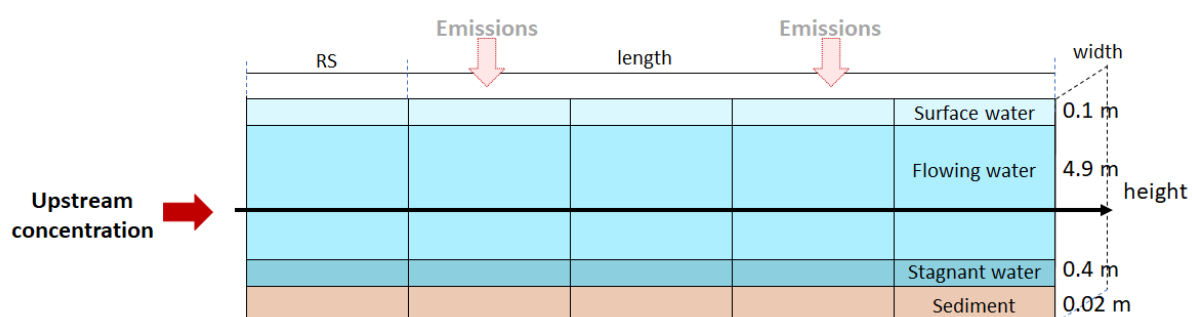 Emissions
Emissions
RS
length
width
Surface water
0.1 m
Flowing water
4.9 m
Upstream
concentration
height
Stagnant water
0.4 m
Sediment
0.02 m